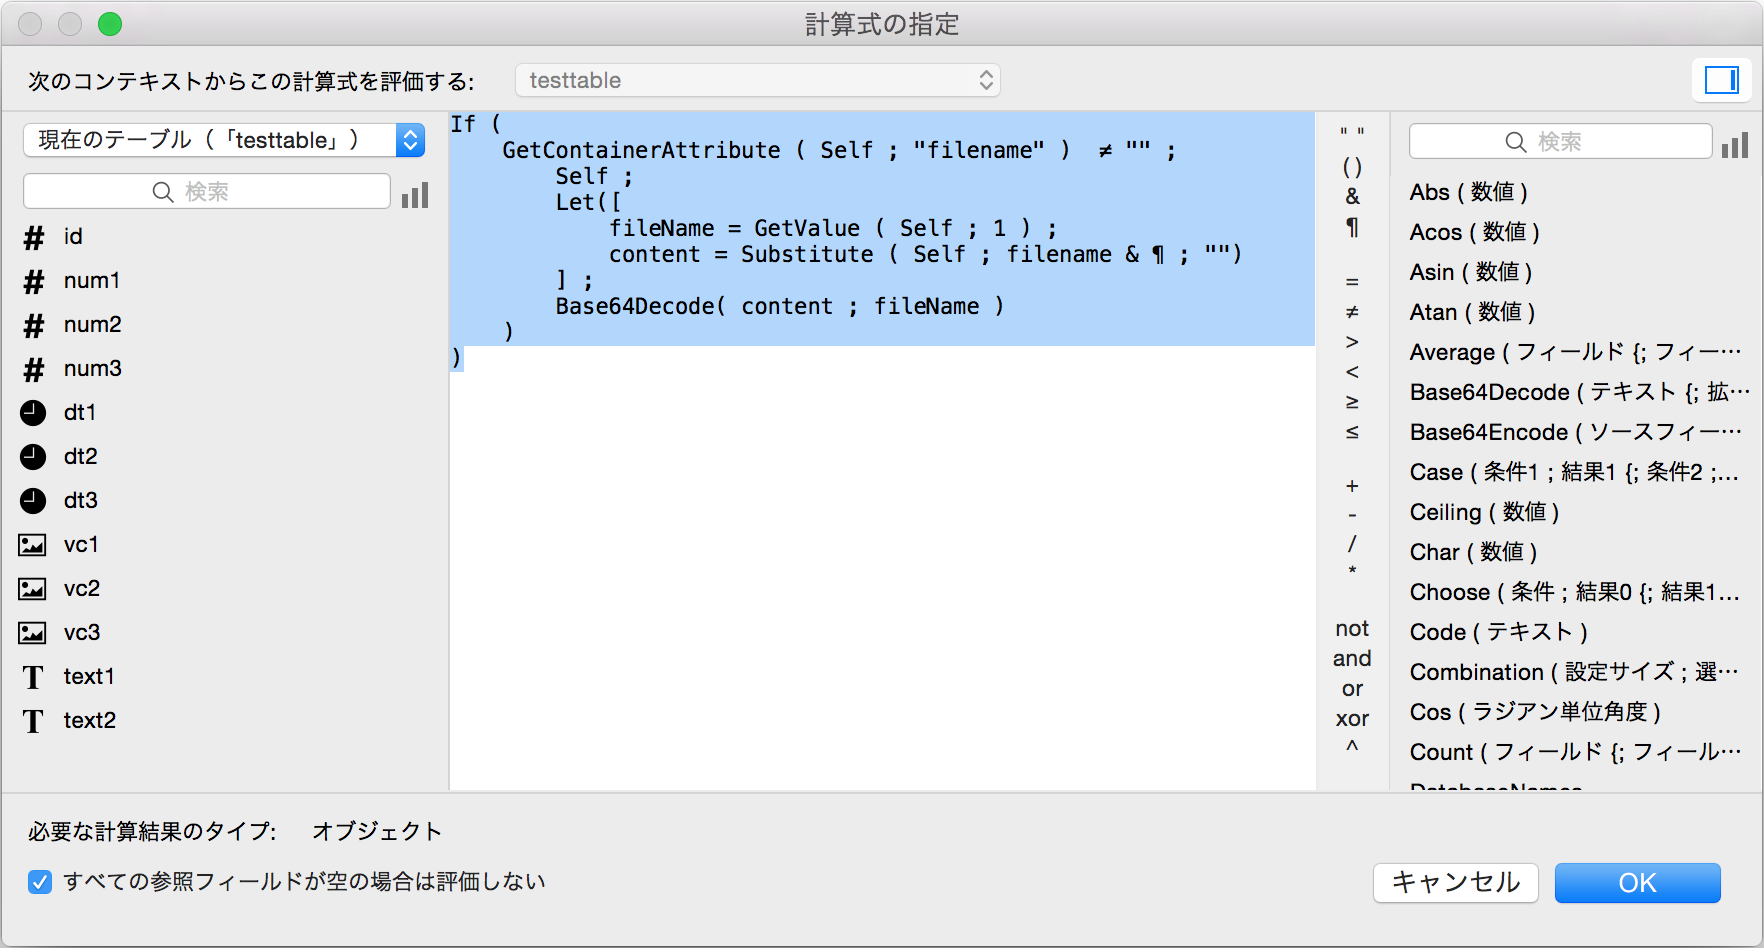 計算式の指定
次のコンテキストからこの計算式を評価する: testtable
現在のテーブル（「testtable」）
検索
id
num1
num2
num3
dt1
dt2
dt3
vc1
vc2
vc3
T text1
T text2
If (
    GetContainerAttribute ( Self ; "filename" )  ≠ "" ;
        Self ;
        Let([
            fileName = GetValue ( Self ; 1 ) ;
            content = Substitute ( Self ; filename & ¶ ; "")
        ] ;
        Base64Decode( content ; fileName )
    )
)
" "
( )
&
¶
=
≠
>
<
≥
≤
+
-
/
*
not
and
or
xor
^
検索
Abs ( 数値 )
Acos ( 数値 )
Asin ( 数値 )
Atan ( 数値 )
Average ( フィールド {; フィー…
Base64Decode ( テキスト {; 拡…
Base64Encode ( ソースフィー…
Case ( 条件1 ; 結果1 {; 条件2 ;…
Ceiling ( 数値 )
Char ( 数値 )
Choose ( 条件 ; 結果0 {; 結果1…
Code ( テキスト )
Combination ( 設定サイズ ; 選…
Cos ( ラジアン単位角度 )
Count ( フィールド {; フィール…
DatabaseNames
必要な計算結果のタイプ: オブジェクト
すべての参照フィールドが空の場合は評価しない
キャンセル
OK